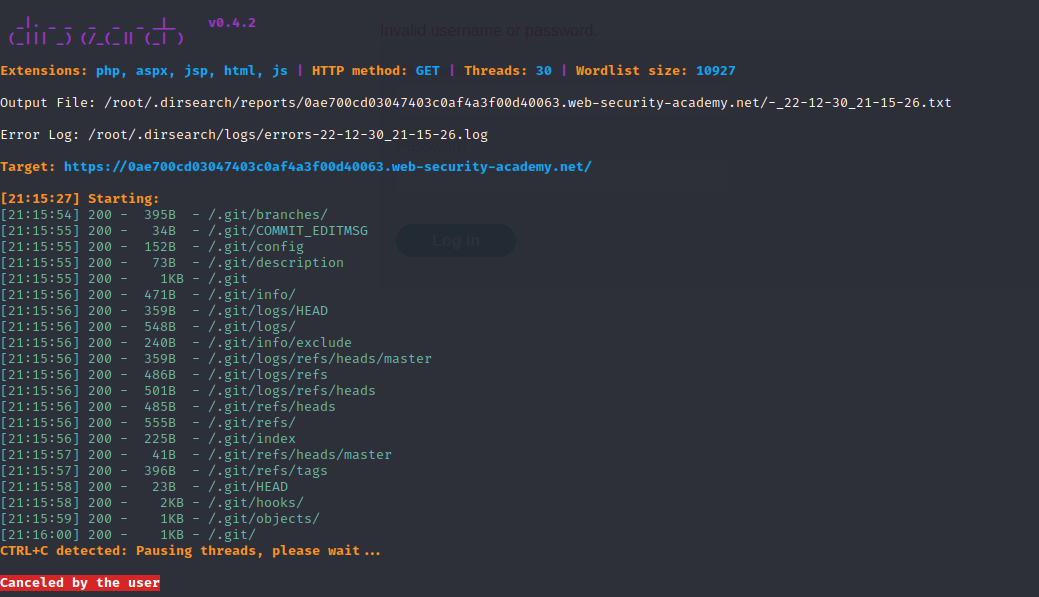 v0.4.2
Invalid username or password.
Extensions: php, aspx, jsp, html, js | HTTP method: GET | Threads: 30 | Wordlist size: 10927
Output File: /root/.dirsearch/reports/0ae700cd03047403c0af4a3f00d40063.web-security-academy.net/-_22-12-30_21-15-26.txt
Error Log: /root/.dirsearch/logs/errors-22-12-30_21-15-26.log
Target: https://0ae700cd03047403c0af4a3f00d40063.web-security-academy.net/
[21:15:27] Starting:
[21:15:54] 200 -  395B  - /.git/branches/
[21:15:55] 200 -   34B  - /.git/COMMIT_EDITMSG
[21:15:55] 200 -  152B  - /.git/config
Log in
[21:15:55] 200 -   73B  - /.git/description
[21:15:55] 200 -    1KB - /.git
[21:15:56] 200 -  471B  - /.git/info/
[21:15:56] 200 -  359B  - /.git/logs/HEAD
[21:15:56] 200 -  548B  - /.git/logs/
[21:15:56] 200 -  240B  - /.git/info/exclude
[21:15:56] 200 -  359B  - /.git/logs/refs/heads/master
[21:15:56] 200 -  486B  - /.git/logs/refs
[21:15:56] 200 -  501B  - /.git/logs/refs/heads
[21:15:56] 200 -  485B  - /.git/refs/heads
[21:15:56] 200 -  555B  - /.git/refs/
[21:15:56] 200 -  225B  - /.git/index
[21:15:57] 200 -   41B  - /.git/refs/heads/master
[21:15:57] 200 -  396B  - /.git/refs/tags
[21:15:58] 200 -   23B  - /.git/HEAD
[21:15:58] 200 -    2KB - /.git/hooks/
[21:15:59] 200 -    1KB - /.git/objects/
[21:16:00] 200 -    1KB - /.git/
CTRL+C detected: Pausing threads, please wait...
Canceled by the user